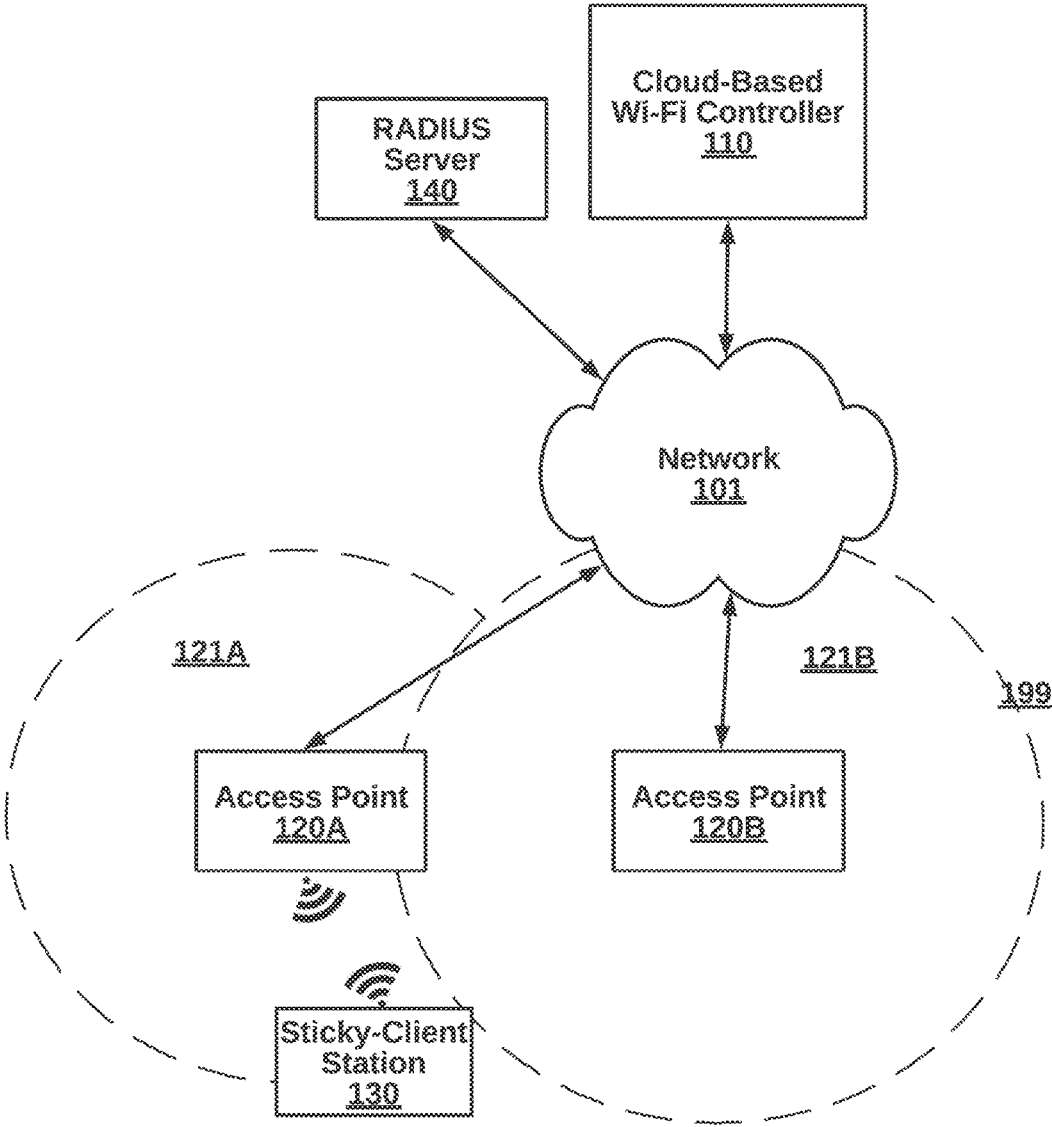 Cloud-Based
Wi-Fi Controller
110
RADIUS
Server
140
Network
101
121A
121B
199
Access Point
120A
Access Point
120B
Sticky-Client
Station
130